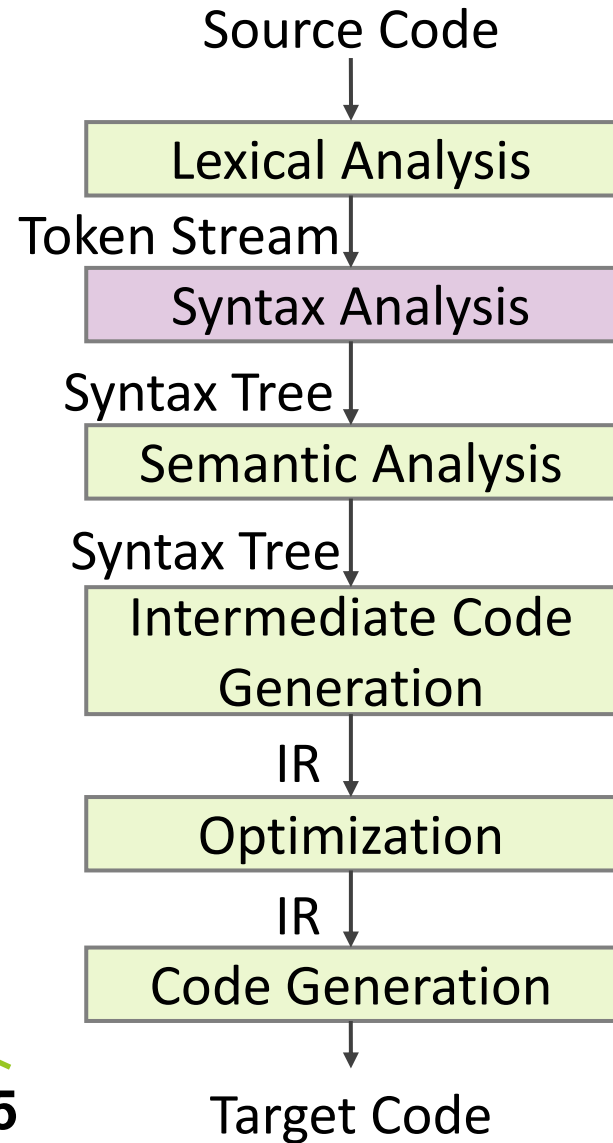 Source Code
Lexical Analysis
Token Stream
Syntax Analysis
Syntax Tree
Semantic Analysis
Syntax Tree
Intermediate Code
Generation
IR
Optimization
IR
Code Generation
5
Target Code